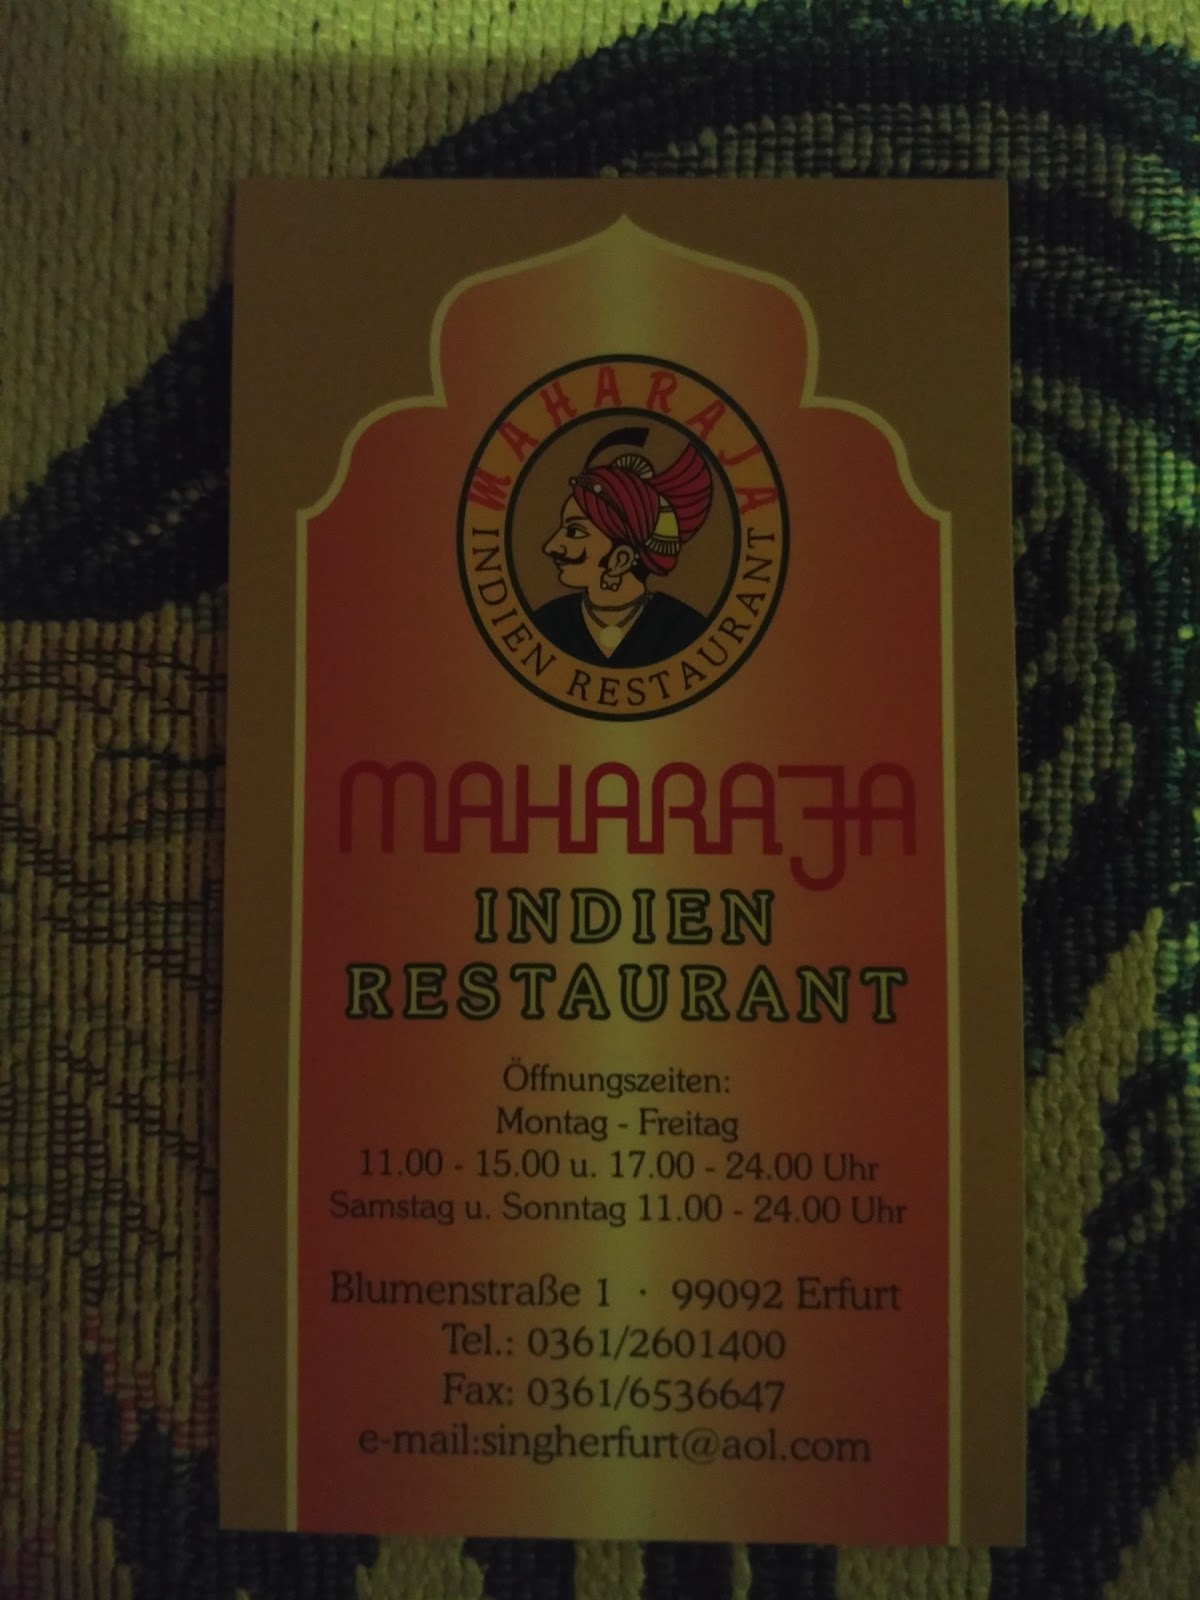 MAHARAJA
INDIEN RESTAURANT
MAHARAJA
INDIEN
RESTAURANT
Öffnungszeiten:
Montag - Freitag
11.00 - 15.00 u. 17.00 - 24.00 Uhr
Samstag u. Sonntag 11.00 - 24.00 Uhr
Blumenstraße 1 · 99092 Erfurt
Tel.: 0361/2601400
Fax: 0361/6536647
e-mail:singherfurt@aol.com